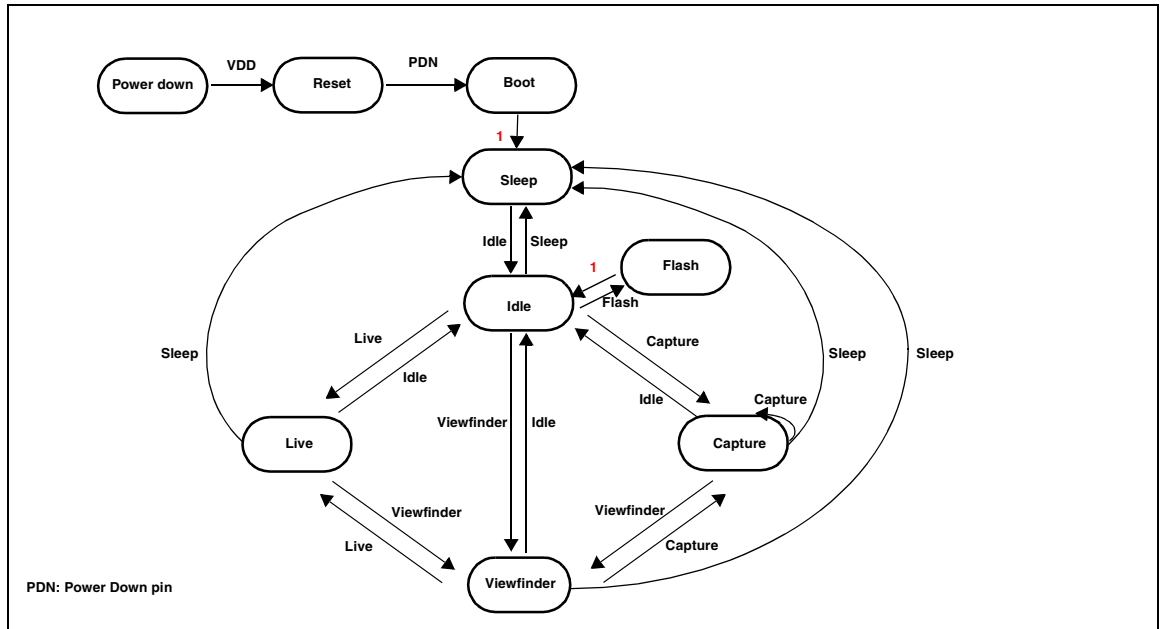 VDD
PDN
Power down
Reset
Boot
1
Sleep
Idle
Sleep
1
Flash
Flash
Idle
Live
Capture
Sleep
Idle
Idle
Sleep
Sleep
Capture
Viewfinder
Idle
Live
Capture
Viewfinder
Viewfinder
Live
Capture
Viewfinder
PDN: Power Down pin